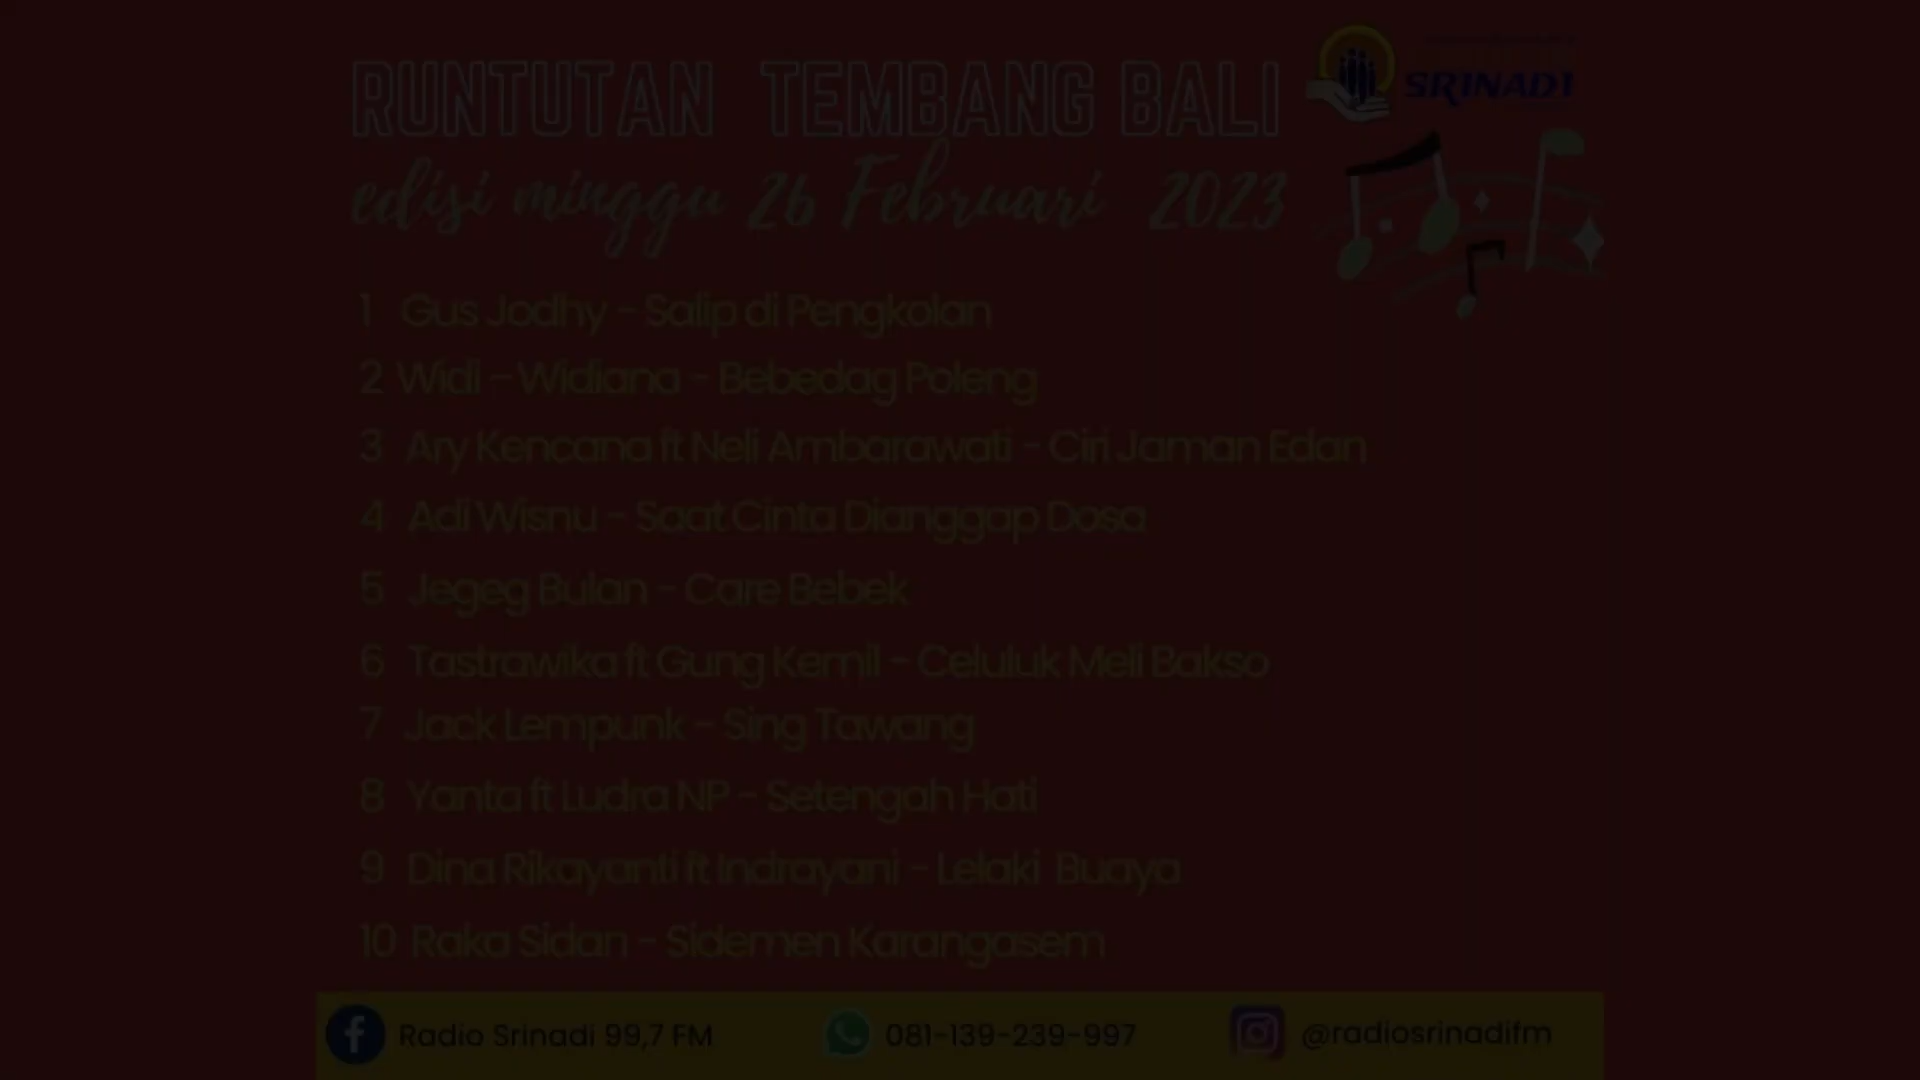 RUNTUTAN TEMBANG BALI
SRINADI
edisi minggu 26 Februari 2023
1 Gus Jodhy - Salip di Pengkolan
2 Widi - Widiana - Bebedag Poleng
3 Ary Kencana ft Neli Ambarawati - Ciri Jaman Edan
4 Adi Wisnu - Saat Cinta Dianggap Dosa
5 Jegeg Bulan - Care Bebek
6 Tastrawika ft Gung Kemil - Celuluk Meli Bakso
7 Jack Lempunk - Sing Tawang
8 Yanta ft Ludra NP - Setengah Hati
9 Dina Rikayanti ft Indrayani - Lelaki Buaya
10 Raka Sidan - Sidemen Karangasem
Radio Srinadi 99,7 FM
081-139-239-997
@radiosrinadifm